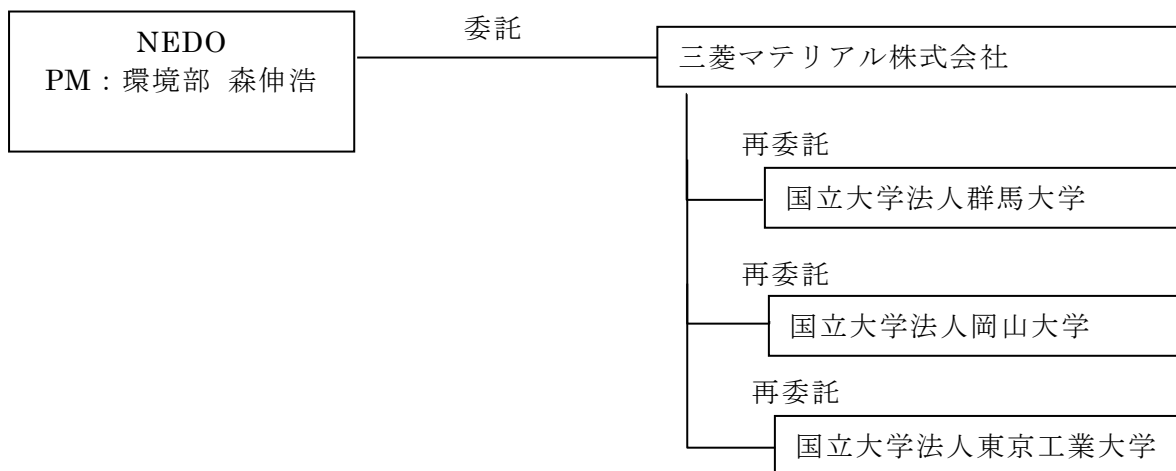 NEDO
PM：環境部 森伸浩
委託
三菱マテリアル株式会社
再委託
国立大学法人群馬大学
再委託
国立大学法人岡山大学
再委託
国立大学法人東京工業大学